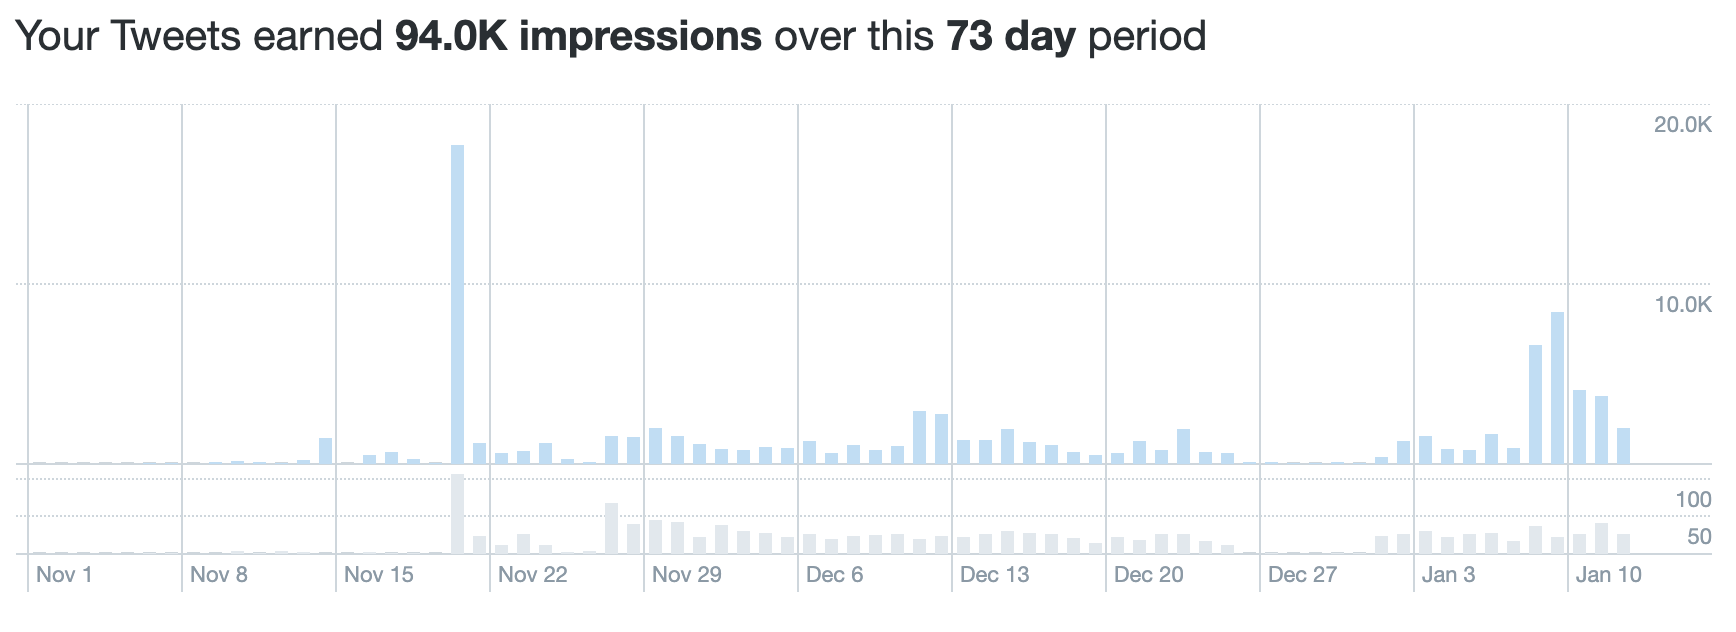 Your Tweets earned 94.0K impressions over this 73 day period
20.0K
10.0K
100
50
Nov 1 Nov 8 Nov 15 Nov 22 Nov 29 Dec 6 Dec 13 Dec 20 Dec 27 Jan 3 Jan 10